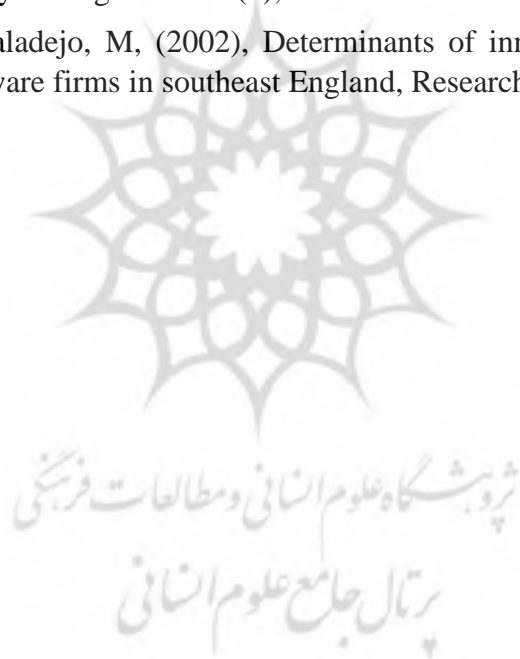 aladejo, M, (2002), Determinants of inn
vare firms in southeast England, Research
پژوهشگاه علوم انسانی و مطالعات فرهنگی
پرتال جامع علوم انسانی